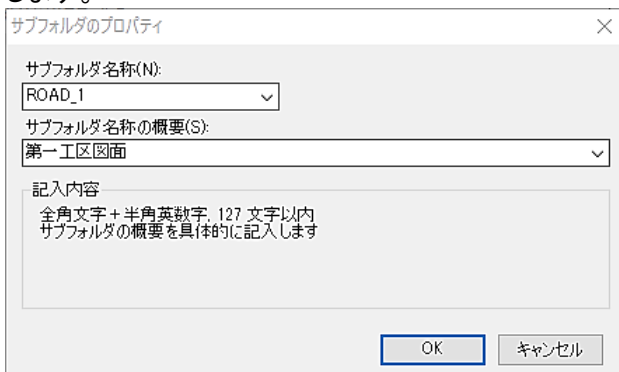 します。
サブフォルダのプロパティ
サブフォルダ名称(N):
ROAD_1
サブフォルダ名称の概要(S):
第一工区図面
記入内容
全角文字+半角英数字, 127 文字以内
サブフォルダの概要を具体的に記入します
OK
キャンセル